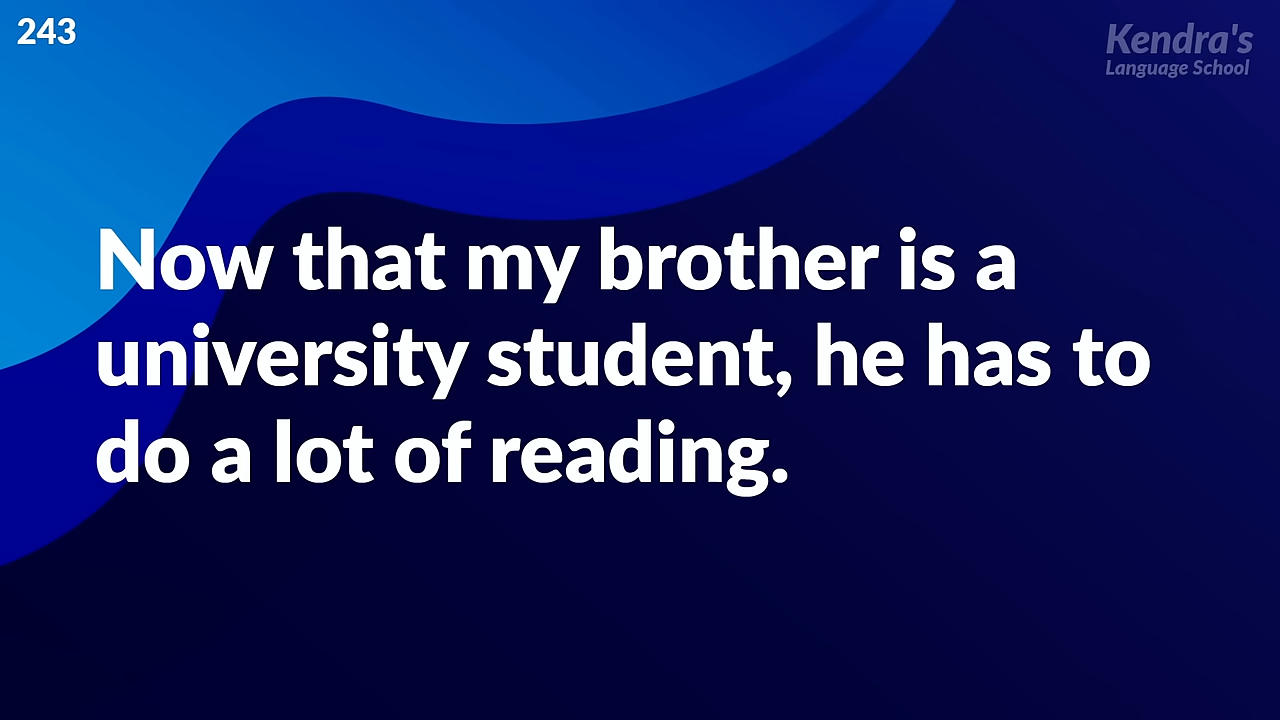 243
Kendra's
Language School
Now that my brother is a
university student, he has to
do a lot of reading.